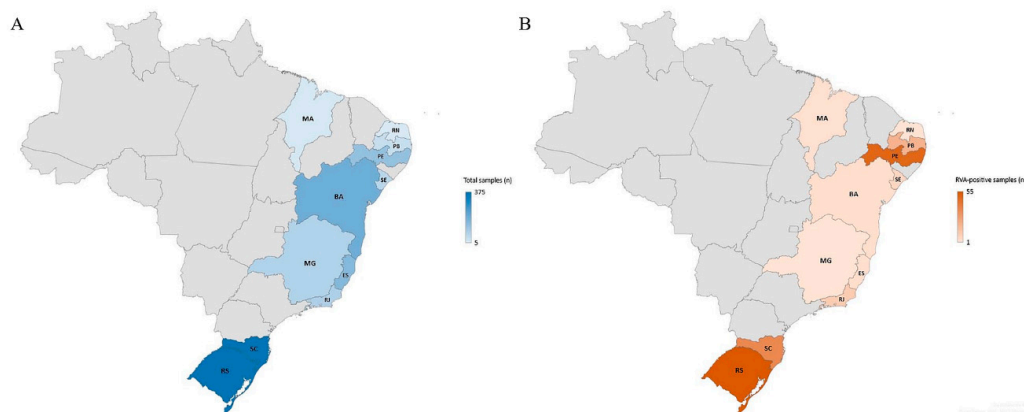 A
MA
RN
PB
PE
SE
BA
MG
ES
RJ
SC
RS
Total samples (n)
375
5
B
MA
RN
PB
PE
SE
BA
MG
ES
RJ
SC
RS
RVA-positive samples (n
55
1